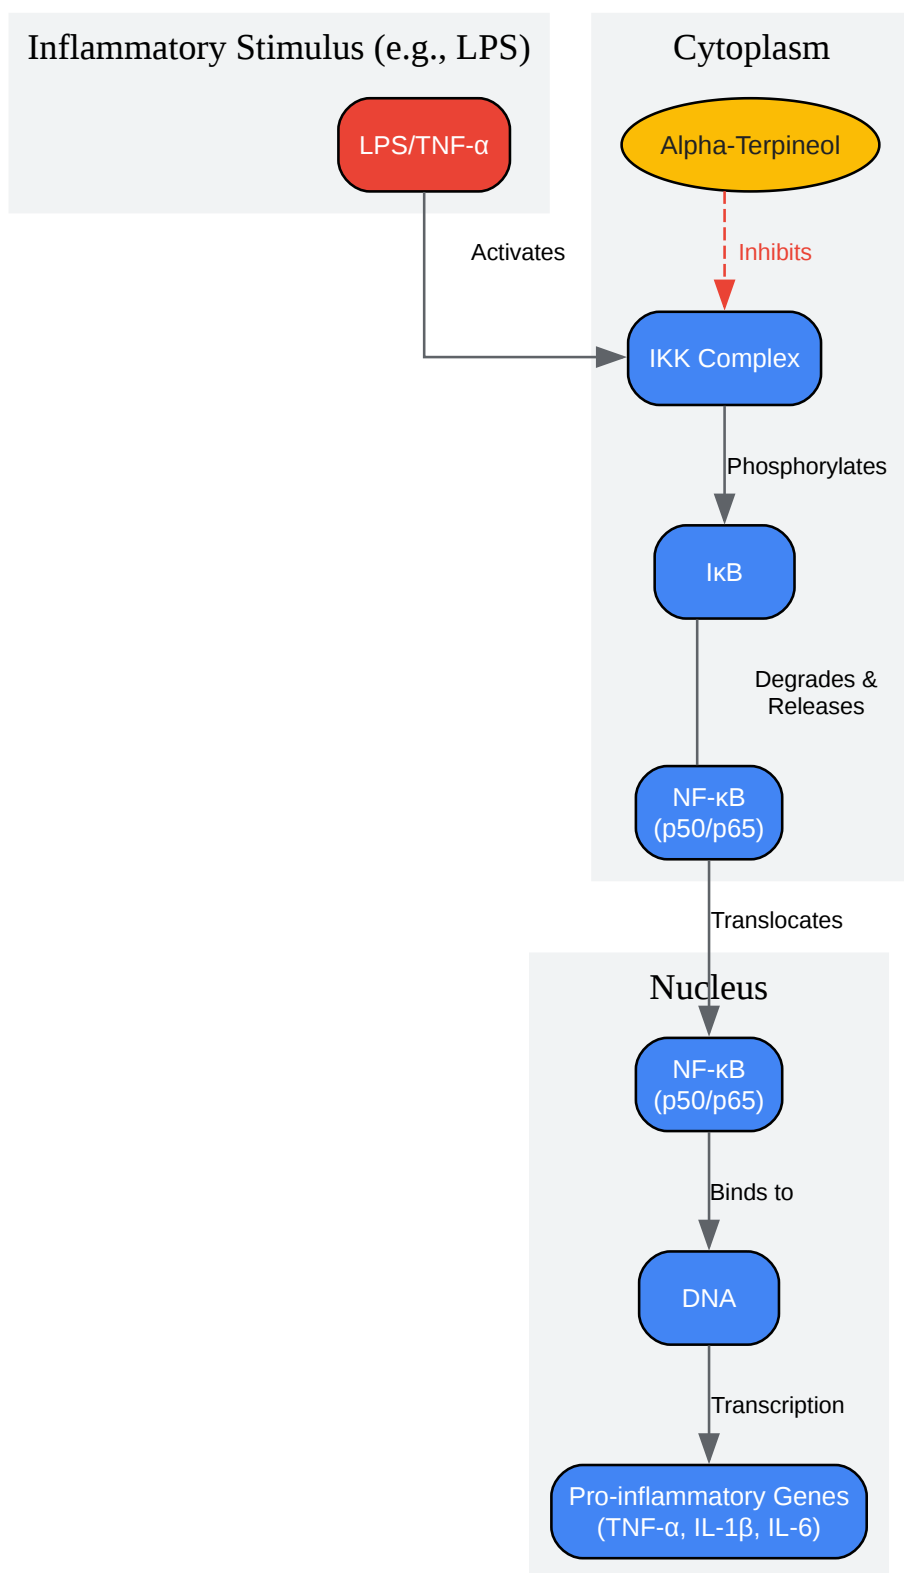 Inflammatory Stimulus (e.g., LPS)
Cytoplasm
LPS/TNF-α
Alpha-Terpineol
Activates
Inhibits
IKK Complex
Phosphorylates
IκB
Degrades &
Releases
NF-κB
(p50/p65)
Translocates
Nucleus
NF-κB
(p50/p65)
Binds to
DNA
Transcription
Pro-inflammatory Genes
(TNF-α, IL-1β, IL-6)